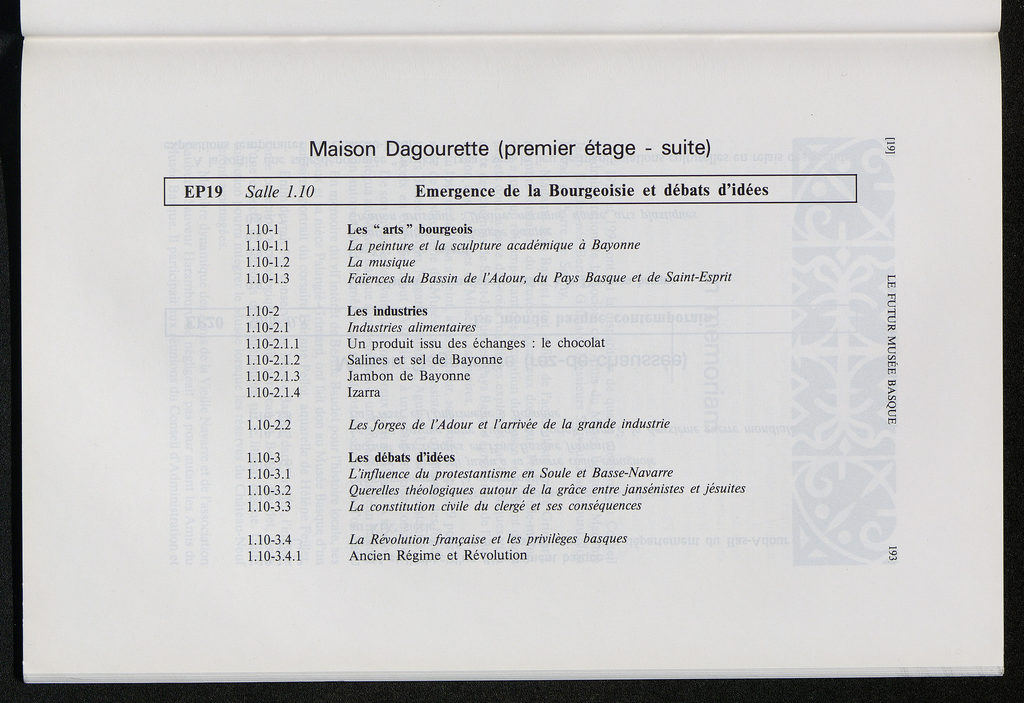 Maison Dagourette (premier étage - suite)
EP19 Salle 1.10 Emergence de la Bourgeoisie et débats d'idées
1.10-1 Les "arts" bourgeois
1.10-1.1 La peinture et la sculpture académique à Bayonne
1.10-1.2 La musique
1.10-1.3 Faïences du Bassin de l'Adour, du Pays Basque et de Saint-Esprit
1.10-2 Les industries
1.10-2.1 Industries alimentaires
1.10-2.1.1 Un produit issu des échanges : le chocolat
1.10-2.1.2 Salines et sel de Bayonne
1.10-2.1.3 Jambon de Bayonne
1.10-2.1.4 Izarra
1.10-2.2 Les forges de l'Adour et l'arrivée de la grande industrie
1.10-3 Les débats d'idées
1.10-3.1 L'influence du protestantisme en Soule et Basse-Navarre
1.10-3.2 Querelles théologiques autour de la grâce entre jansénistes et jésuites
1.10-3.3 La constitution civile du clergé et ses conséquences
1.10-3.4 La Révolution française et les privilèges basques
1.10-3.4.1 Ancien Régime et Révolution
[19]
LE FUTUR MUSÉE BASQUE
193